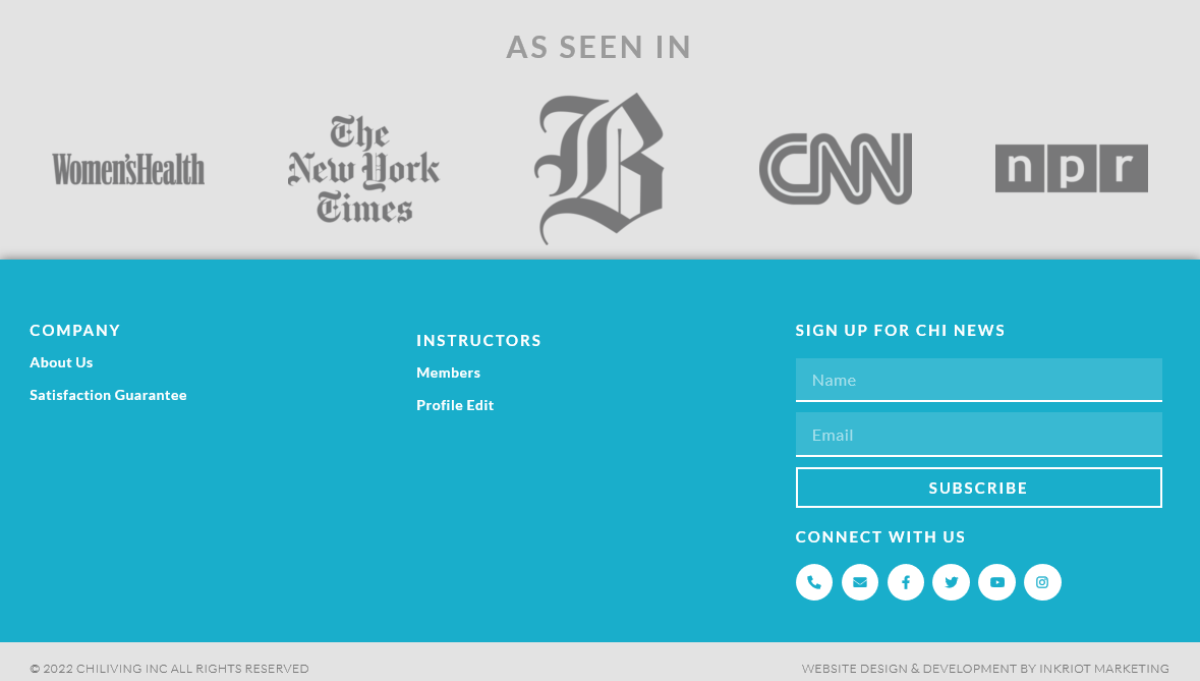 AS SEEN IN
Women'sHealth
The
New York
Times
B
CNN
npr
COMPANY
About Us
Satisfaction Guarantee
INSTRUCTORS
Members
Profile Edit
SIGN UP FOR CHI NEWS
Name
Email
SUBSCRIBE
CONNECT WITH US
© 2022 CHILIVING INC ALL RIGHTS RESERVED
WEBSITE DESIGN & DEVELOPMENT BY INKRIOT MARKETING